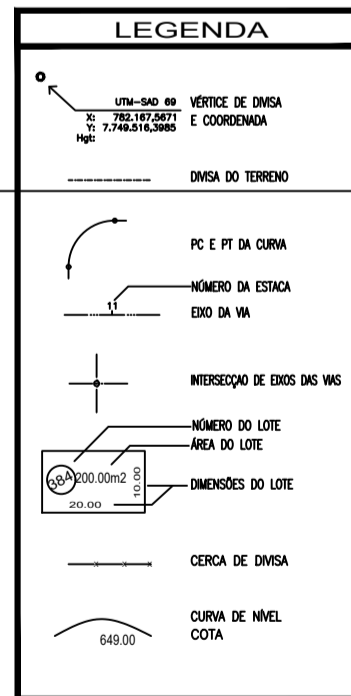 LEGENDA
UTM-SAD 69
X: 782.167,5671
Y: 7.749.516,3985
Hgt:
VÉRTICE DE DIVISA
E COORDENADA
DIVISA DO TERRENO
PC E PT DA CURVA
NÚMERO DA ESTACA
11
EIXO DA VIA
INTERSECÇAO DE EIXOS DAS VIAS
NÚMERO DO LOTE
ÁREA DO LOTE
384 200.00m2
10.00
20.00
DIMENSÕES DO LOTE
CERCA DE DIVISA
CURVA DE NÍVEL
COTA
649.00